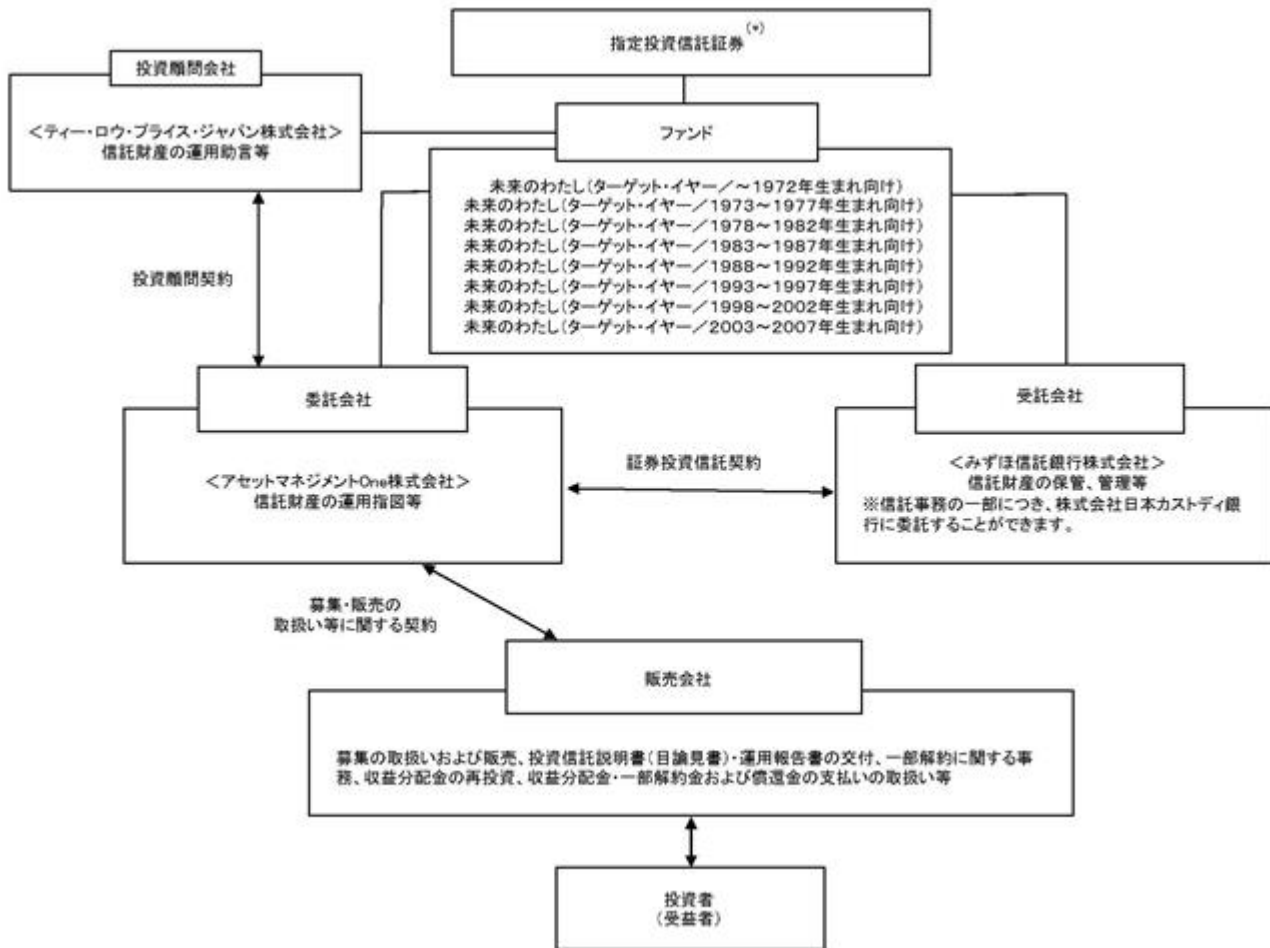 指定投資信託証券(*)
投資顧問会社
<ティー・ロウ・プライス・ジャパン株式会社>
信託財産の運用助言等
ファンド
未来のわたし(ターゲット・イヤー/~1972年生まれ向け)
未来のわたし(ターゲット・イヤー/1973~1977年生まれ向け)
未来のわたし(ターゲット・イヤー/1978~1982年生まれ向け)
未来のわたし(ターゲット・イヤー/1983~1987年生まれ向け)
未来のわたし(ターゲット・イヤー/1988~1992年生まれ向け)
未来のわたし(ターゲット・イヤー/1993~1997年生まれ向け)
未来のわたし(ターゲット・イヤー/1998~2002年生まれ向け)
未来のわたし(ターゲット・イヤー/2003~2007年生まれ向け)
投資顧問契約
委託会社
<アセットマネジメントOne株式会社>
信託財産の運用指図等
証券投資信託契約
受託会社
<みずほ信託銀行株式会社>
信託財産の保管、管理等
※信託事務の一部につき、株式会社日本カストディ銀
行に委託することができます。
募集・販売の
取扱い等に関する契約
販売会社
募集の取扱いおよび販売、投資信託説明書(目論見書)・運用報告書の交付、一部解約に関する事
務、収益分配金の再投資、収益分配金・一部解約金および償還金の支払いの取扱い等
投資者
(受益者)